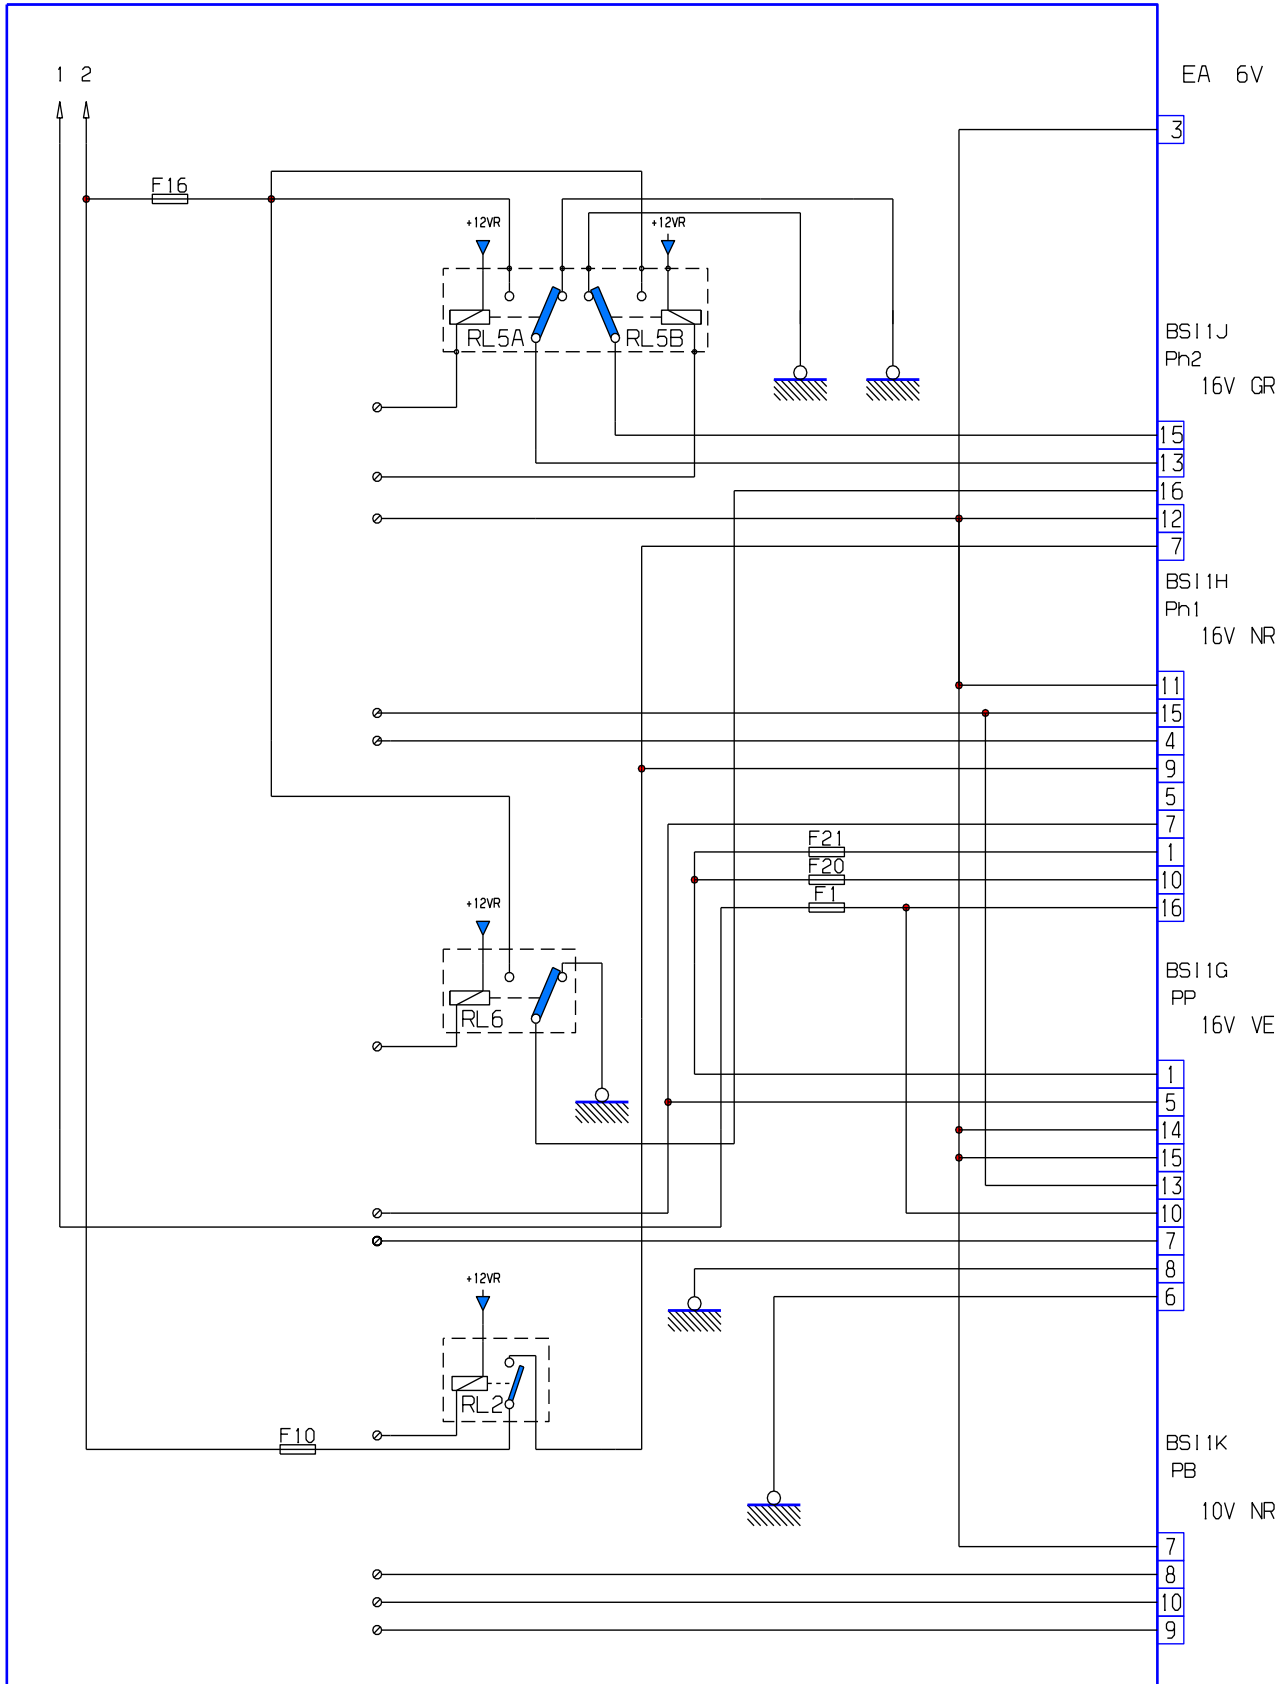 1 2
EA 6V
3
F16
+12VR +12VR
RL5A RL5B
BSI1J
Ph2
16V GR
15
13
16
12
7
BSI1H
Ph1
16V NR
11
15
4
9
5
7
F21
1
F20
10
F1
16
+12VR
RL6
BSI1G
PP
16V VE
1
5
14
15
13
10
7
8
6
+12VR
RL2
F10
BSI1K
PB
10V NR
7
8
10
9